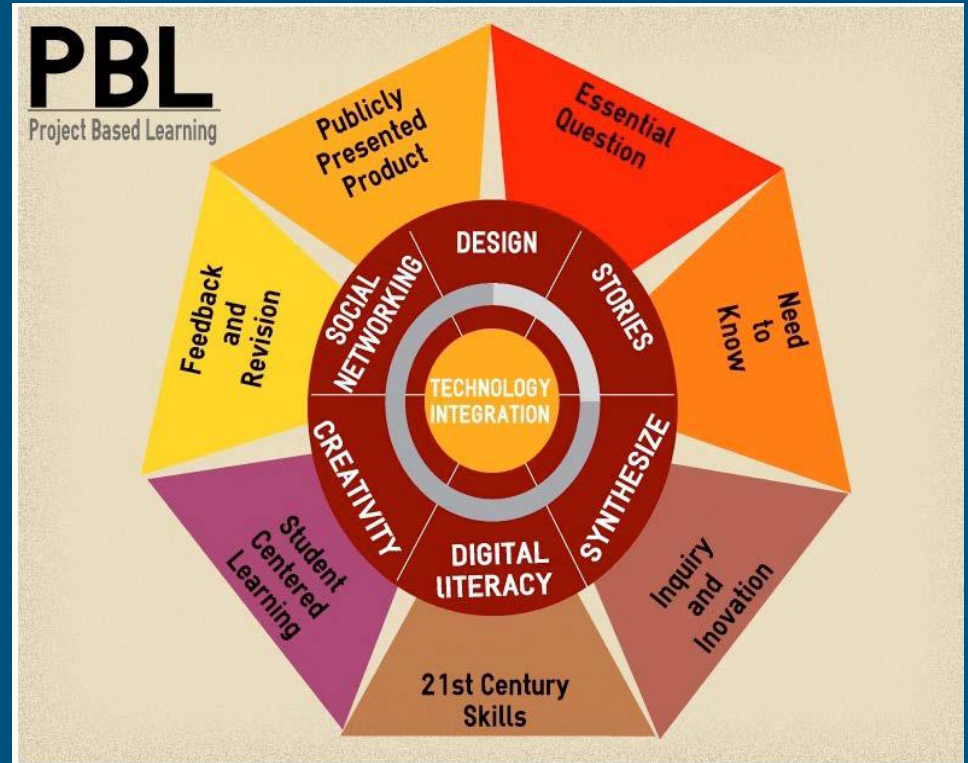 PBL
Project Based Learning
Publicly
Presented
Product
Essential
Question
Need
to
Know
Inquiry
and
Inovation
21st Century
Skills
Student
Centered
Learning
Feedback
and
Revision
DESIGN
STORIES
SYNTHESIZE
DIGITAL
LITERACY
CREATIVITY
SOCIAL
NETWORKING
TECHNOLOGY
INTEGRATION